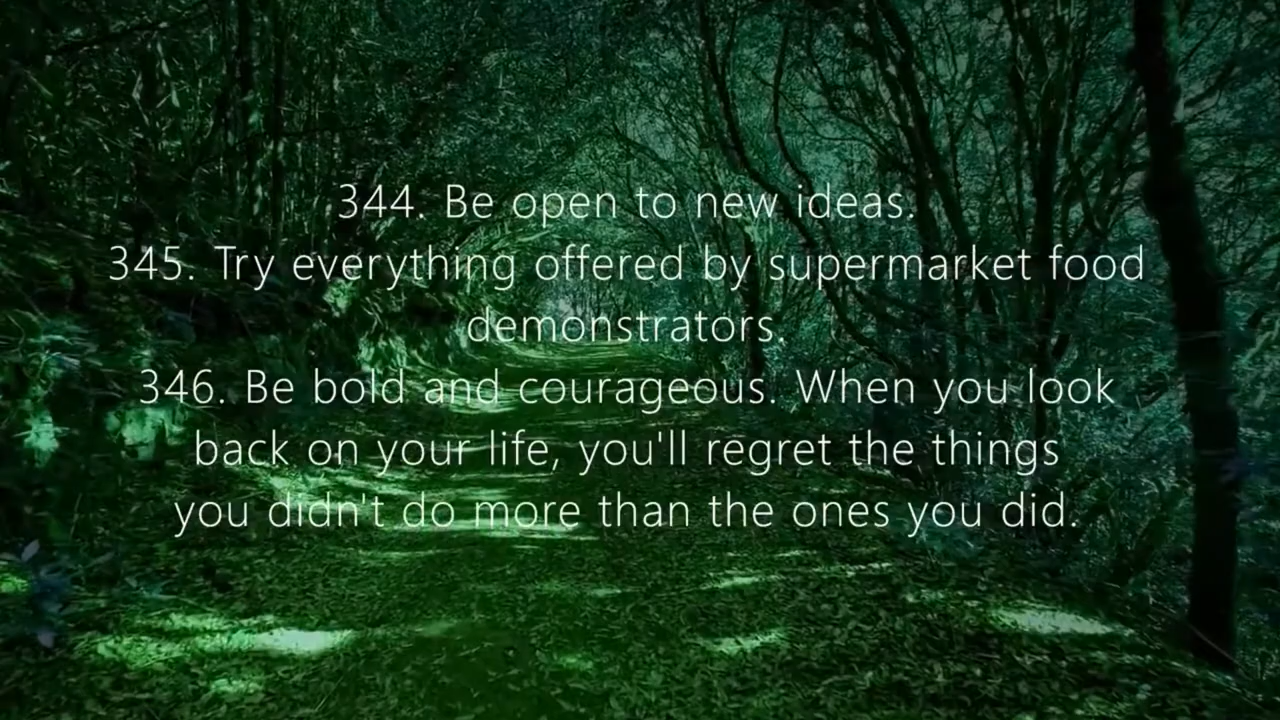 344. Be open to new ideas.
345. Try everything offered by supermarket food
demonstrators.
346. Be bold and courageous. When you look
back on your life, you'll regret the things
you didn't do more than the ones you did.